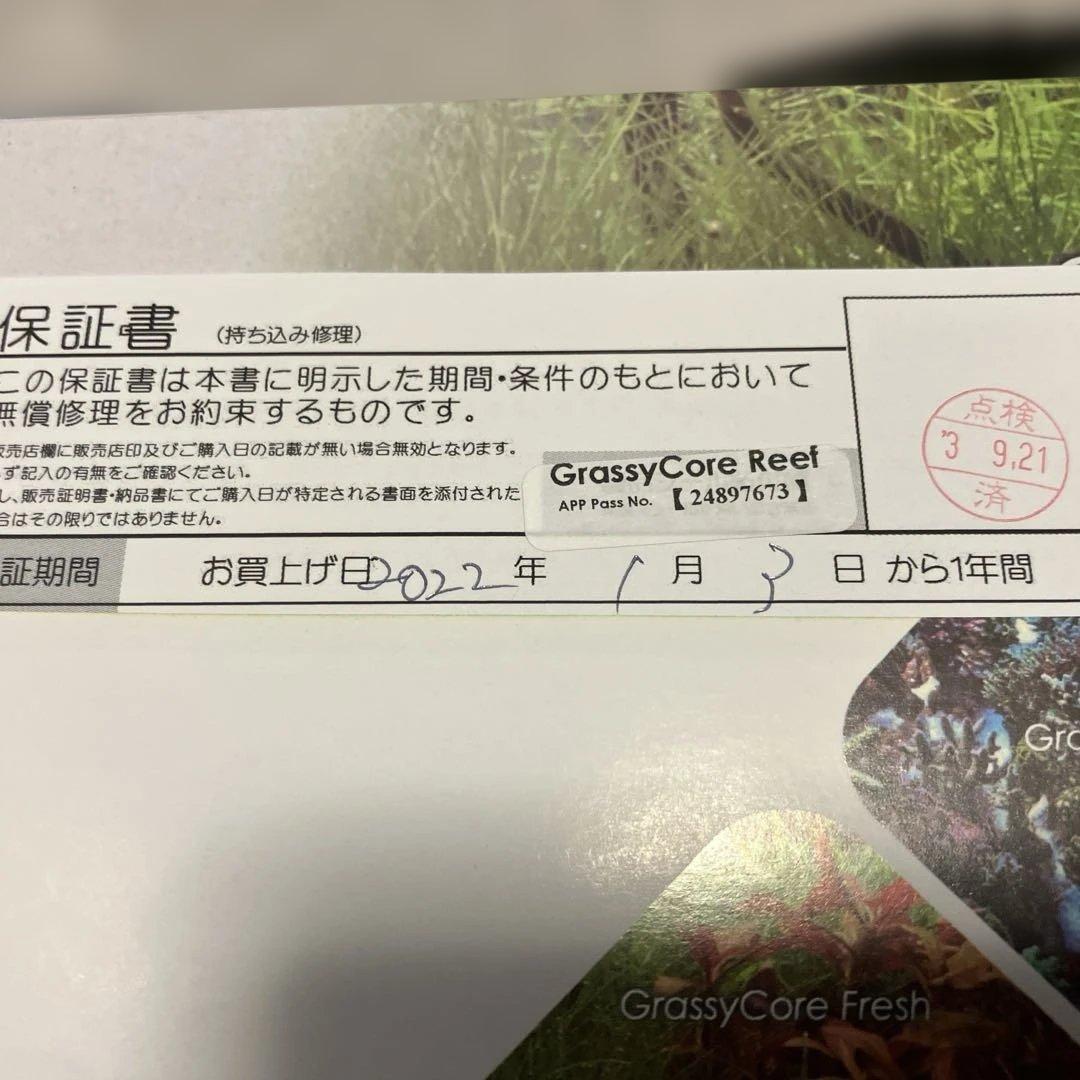 保証書 (持ち込み修理)
この保証書は本書に明示した期間・条件のもとにおいて
無償修理をお約束するものです。
販売店欄に販売店印及びご購入日の記載が無い場合無効となります。
必ず記入の有無をご確認ください。
し、販売証明書・納品書にてご購入日が特定される書面を添付された
合はその限りではありません。
GrassyCore Reef
APP Pass No. 【24897673】
点検
'3 9,21
済
証期間 お買上げ日2022年 1月3日 から1年間
Gra
GrassyCore Fresh